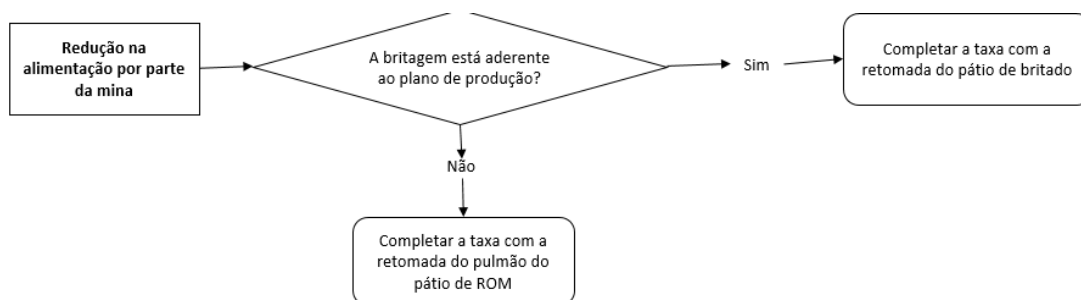 Redução na
alimentação por parte
da mina
A britagem está aderente
ao plano de produção?
Sim
Completar a taxa com a
retomada do pátio de britado
Não
Completar a taxa com a
retomada do pulmão do
pátio de ROM